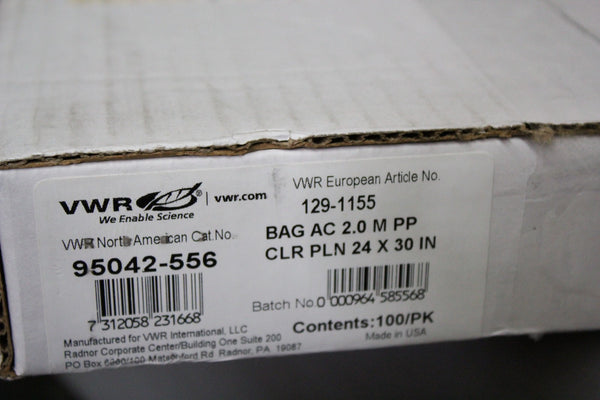 VWR® | vwr.com
We Enable Science
VWR European Article No.
129-1155
VWR North American Cat.No.
95042-556
BAG AC 2.0 M PP
CLR PLN 24 X 30 IN
7 312058 231668
Batch No. 0 000964 585568
Contents:100/PK
Made in USA
Manufactured for VWR International, LLC
Radnor Corporate Center/Building One Suite 200
PO Box Rd Radnor, PA 19087